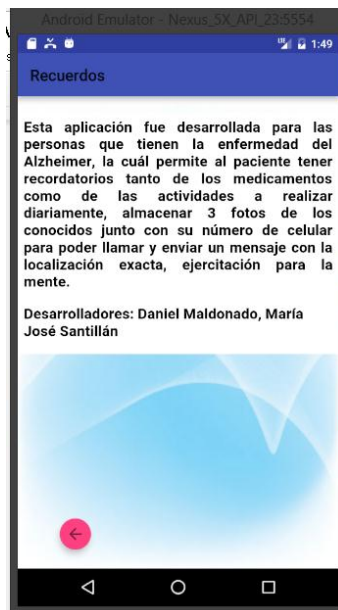 Android Emulator - Nexus_5X_API_23:5554
1:49
Recuerdos
Esta aplicación fue desarrollada para las
personas que tienen la enfermedad del
Alzheimer, la cuál permite al paciente tener
recordatorios tanto de los medicamentos
como de las actividades a realizar
diariamente, almacenar 3 fotos de los
conocidos junto con su número de celular
para poder llamar y enviar un mensaje con la
localización exacta, ejercitación para la
mente.
Desarrolladores: Daniel Maldonado, María
José Santillán